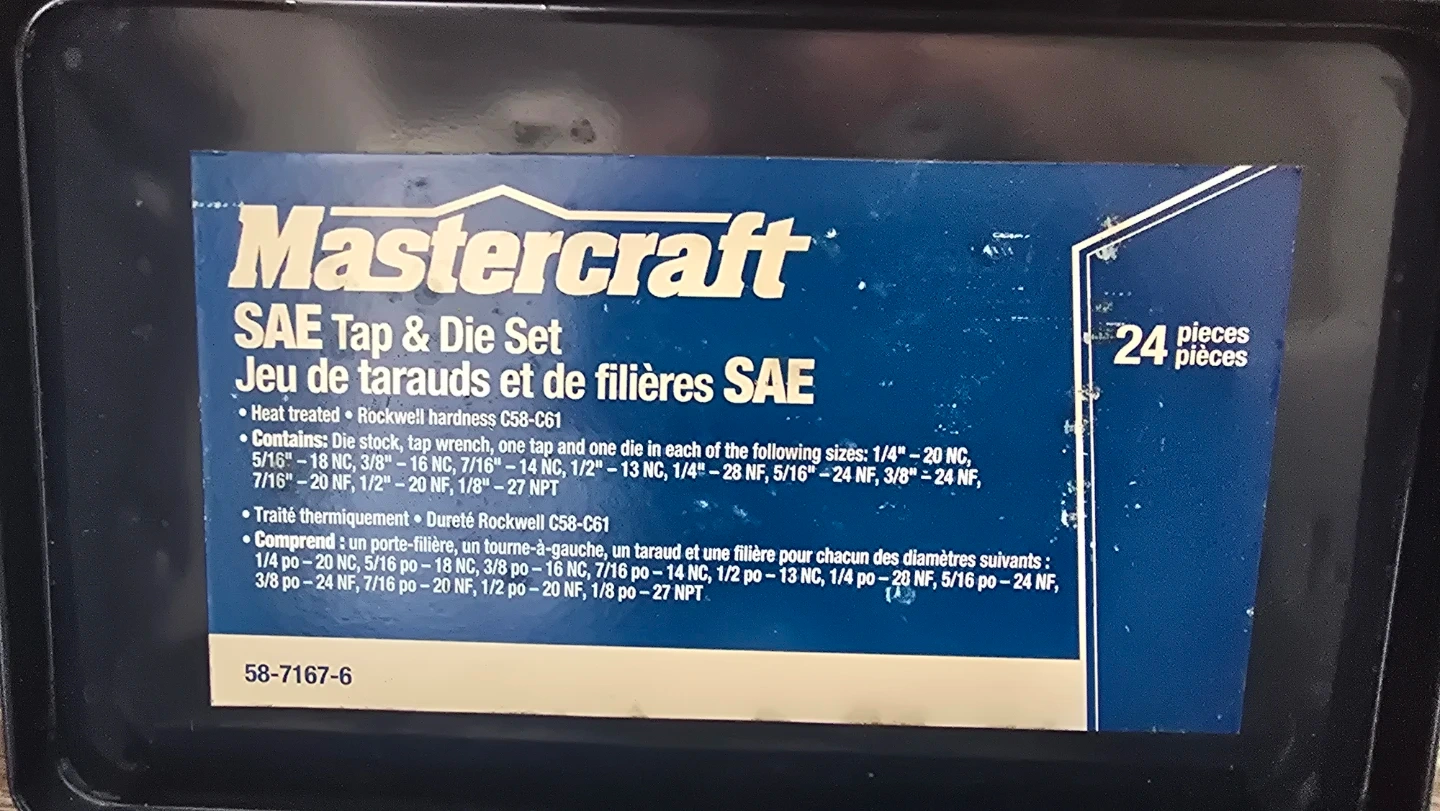 Mastercraft
SAE Tap & Die Set
Jeu de tarauds et de filières SAE
• Heat treated • Rockwell hardness C58-C61
• Contains: Die stock, tap wrench, one tap and one die in each of the following sizes: 1/4" – 20 NC,
5/16" – 18 NC, 3/8" – 16 NC, 7/16" – 14 NC, 1/2" – 13 NC, 1/4" – 28 NF, 5/16" – 24 NF, 3/8" – 24 NF,
7/16" – 20 NF, 1/2" – 20 NF, 1/8" – 27 NPT
• Traité thermiquement • Dureté Rockwell C58-C61
• Comprend : un porte-filière, un tourne-à-gauche, un taraud et une filière pour chacun des diamètres suivants :
1/4 po – 20 NC, 5/16 po – 18 NC, 3/8 po – 16 NC, 7/16 po – 14 NC, 1/2 po – 13 NC, 1/4 po – 28 NF, 5/16 po – 24 NF,
3/8 po – 24 NF, 7/16 po – 20 NF, 1/2 po – 20 NF, 1/8 po – 27 NPT
58-7167-6
24 pieces
pièces